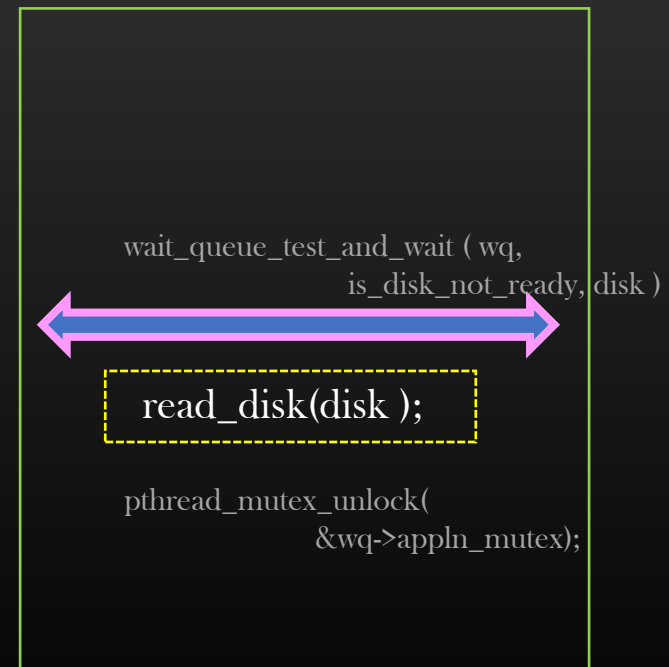 wait_queue_test_and_wait ( wq,
is_disk_not_ready, disk )
read_disk(disk );
pthread_mutex_unlock(
&wq->appln_mutex);